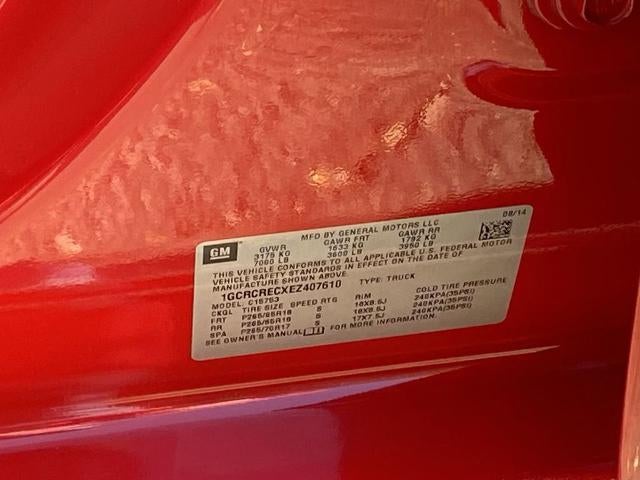 GM
MFD BY GENERAL MOTORS LLC
08/14
GVWR GAWR FRT GAWR RR
3175 KG 1633 KG 1792 KG
7000 LB 3600 LB 3950 LB
THIS VEHICLE CONFORMS TO ALL APPLICABLE U.S. FEDERAL MOTOR
VEHICLE SAFETY STANDARDS IN EFFECT ON THE DATE OF
MANUFACTURE SHOWN ABOVE.
1GCRCRECXEZ407610 TYPE: TRUCK
MODEL: C15753
CKGL TIRE SIZE SPEED RTG RIM COLD TIRE PRESSURE
FRT P265/65R18 S 18X8.5J 240KPA(35PSI)
RR P265/65R18 S 18X8.5J 240KPA(35PSI)
SPA P265/70R17 S 17X7.5J 240KPA(35PSI)
SEE OWNER'S MANUAL FOR MORE INFORMATION.